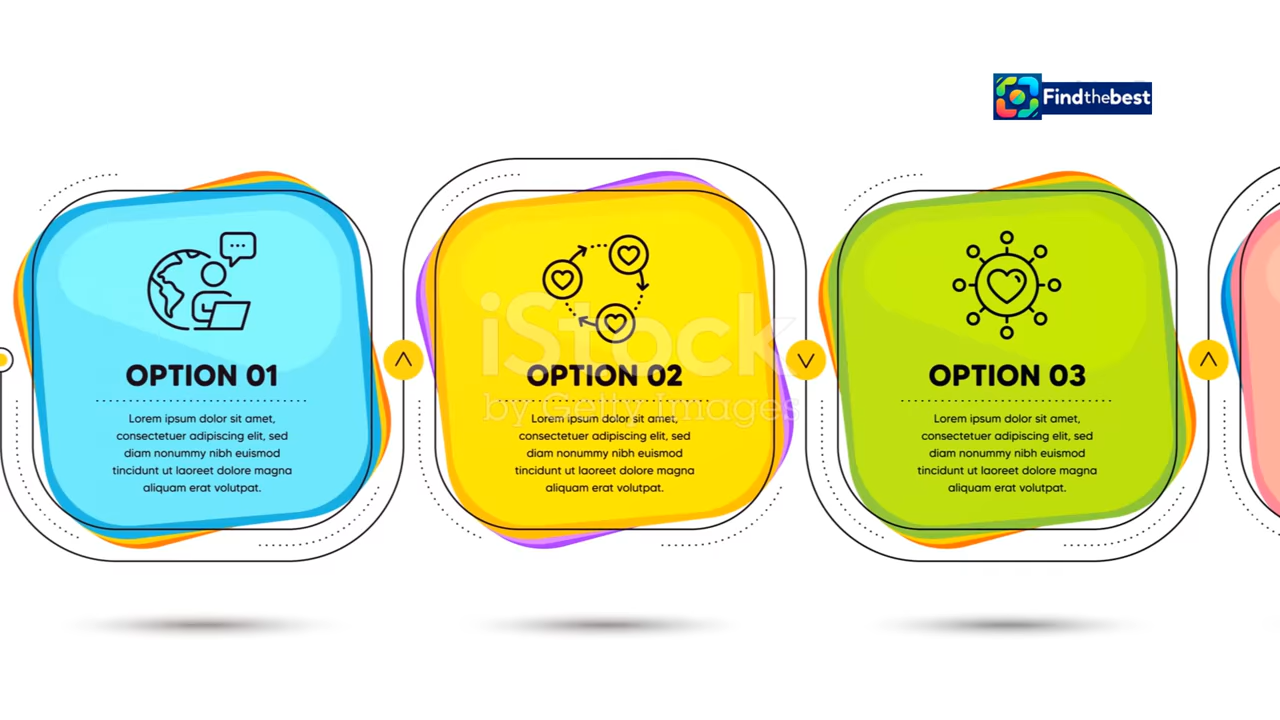 Findthebest
OPTION 01
Lorem ipsum dolor sit amet,
consectetuer adipiscing elit, sed
diam nonummy nibh euismod
tincidunt ut laoreet dolore magna
aliquam erat volutpat.
OPTION 02
Lorem ipsum dolor sit amet,
consectetuer adipiscing elit, sed
diam nonummy nibh euismod
tincidunt ut laoreet dolore magna
aliquam erat volutpat.
iStock
by Getty Images
OPTION 03
Lorem ipsum dolor sit amet,
consectetuer adipiscing elit, sed
diam nonummy nibh euismod
tincidunt ut laoreet dolore magna
aliquam erat volutpat.